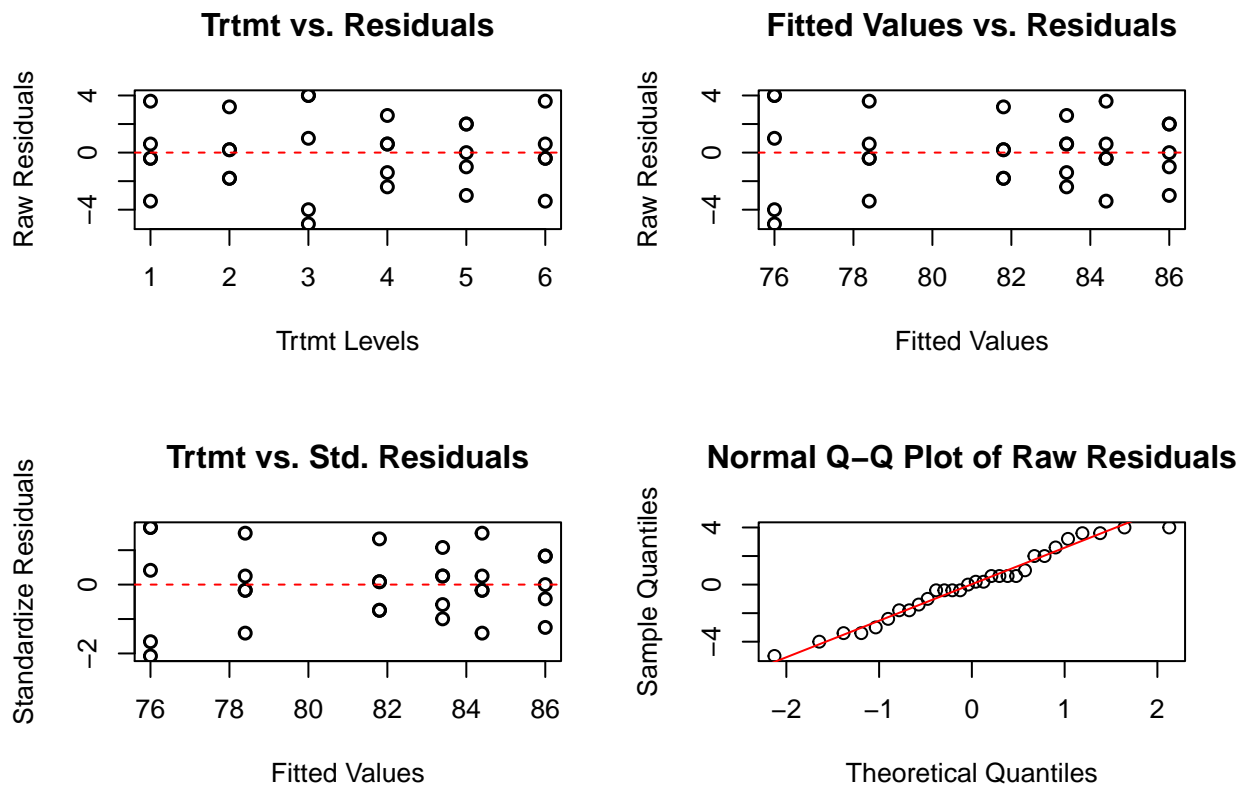 Trtmt vs. Residuals
Raw Residuals
4
0
−4
1 2 3 4 5 6
Trtmt Levels
Fitted Values vs. Residuals
Raw Residuals
4
0
−4
76 78 80 82 84 86
Fitted Values
Trtmt vs. Std. Residuals
Standardize Residuals
0
−2
76 78 80 82 84 86
Fitted Values
Normal Q−Q Plot of Raw Residuals
Sample Quantiles
4
0
−4
−2 −1 0 1 2
Theoretical Quantiles